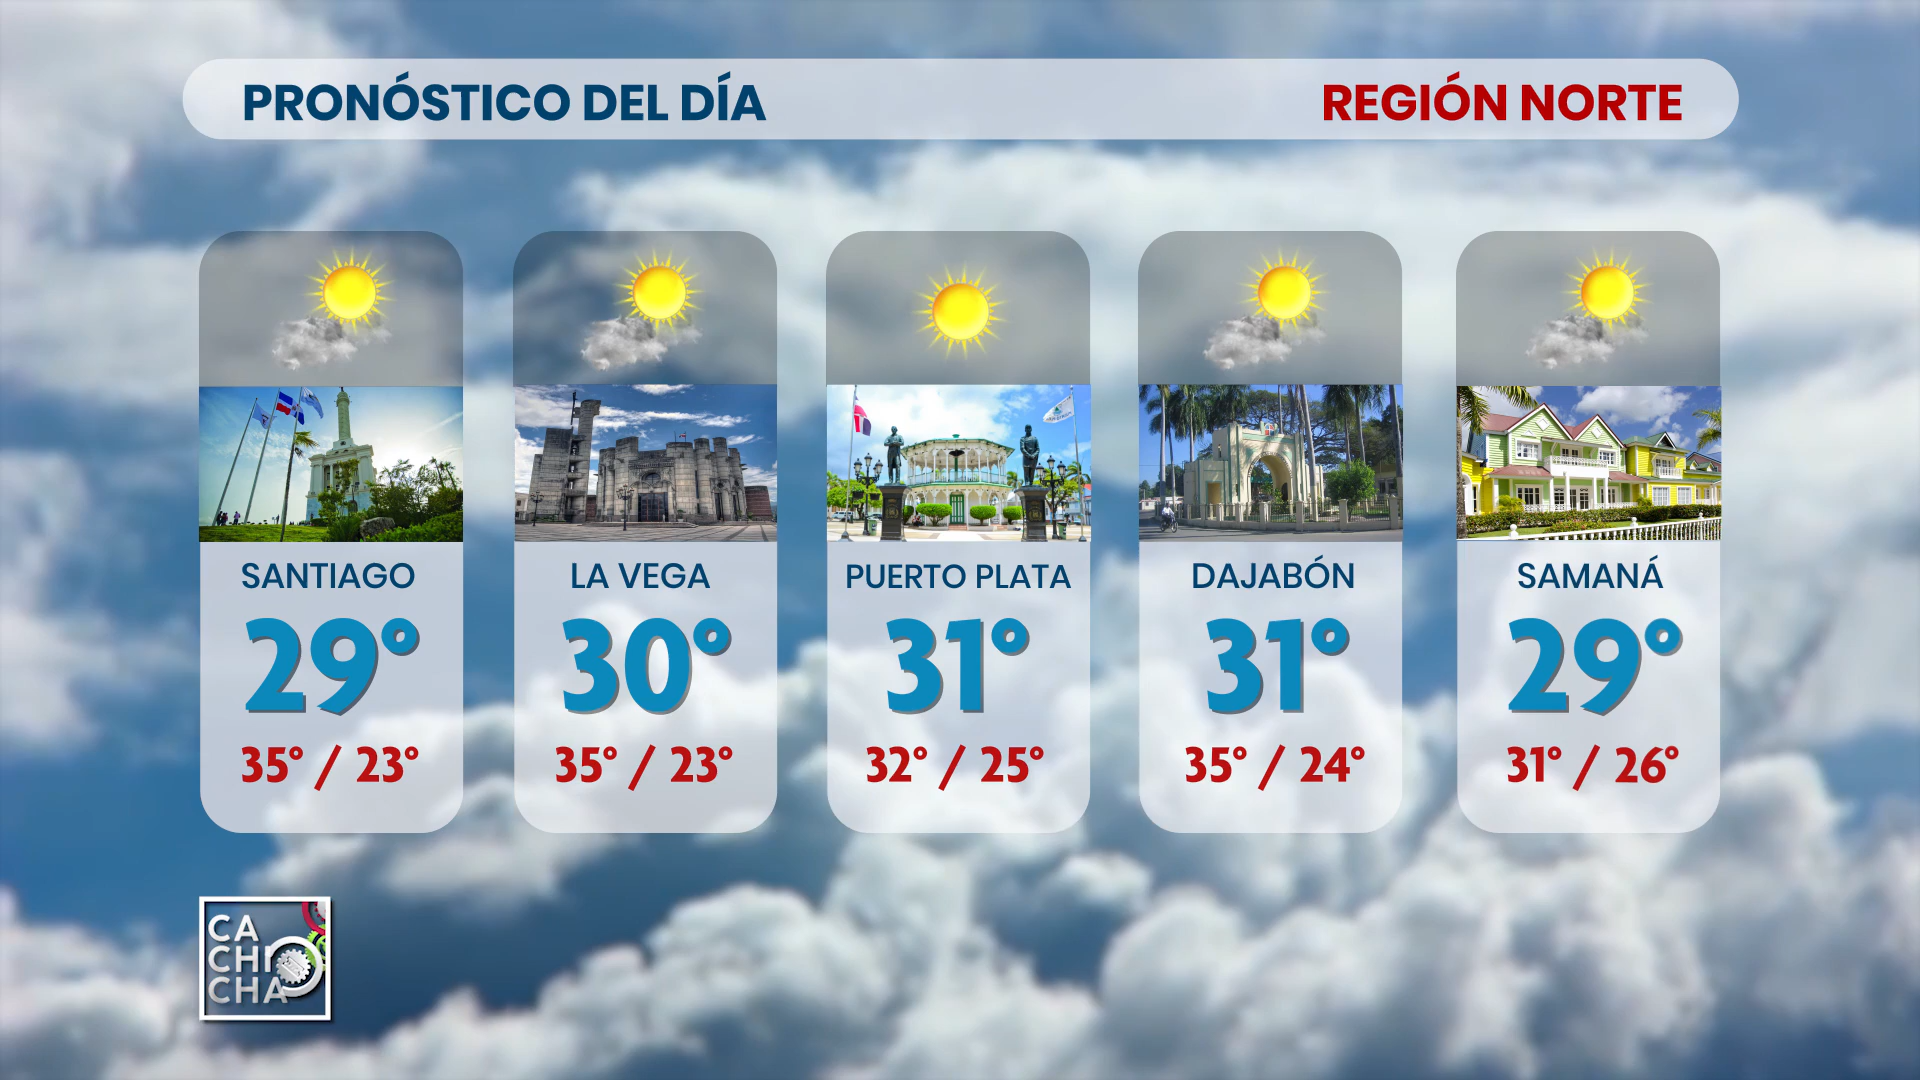 PRONÓSTICO DEL DÍA
REGIÓN NORTE
SANTIAGO
29°
35° / 23°
LA VEGA
30°
35° / 23°
PUERTO PLATA
31°
32° / 25°
DAJABÓN
31°
35° / 24°
SAMANÁ
29°
31° / 26°
CA
CHI
CHA